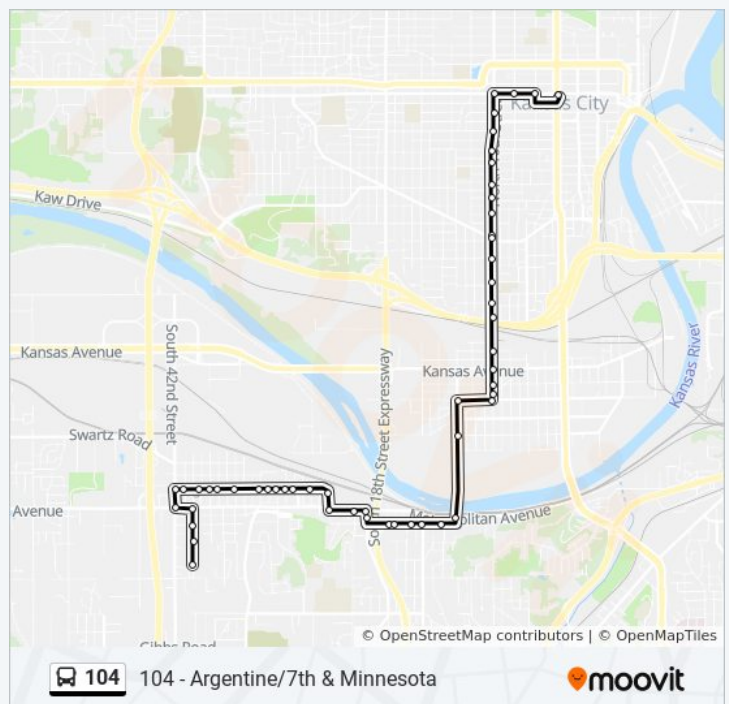 Kansas City
Kaw Drive
Kansas Avenue
South 42nd Street
South 18th Street Expressway
Kansas Avenue
Kansas River
Swartz Road
Avenue
Metropolitan Avenue
Gibbs Road
© OpenStreetMap contributors | © OpenMapTiles
104 104 - Argentine/7th & Minnesota
moovit